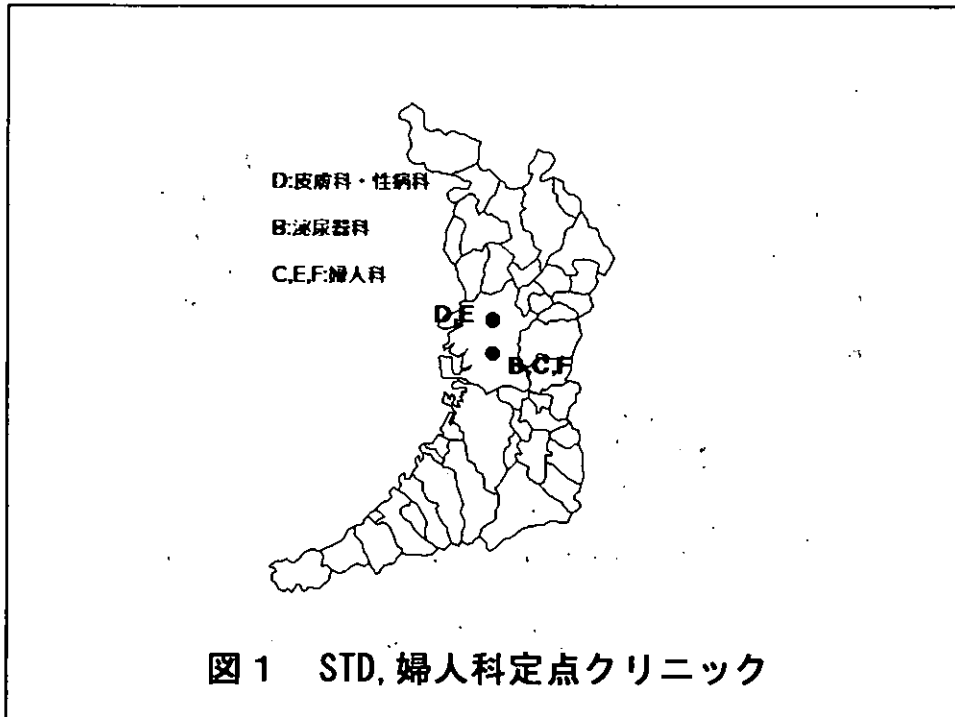 D:皮膚科・性病科
B:泌尿器科
C,E,F:婦人科
D,E
B,C,F
図1 STD,婦人科定点クリニック